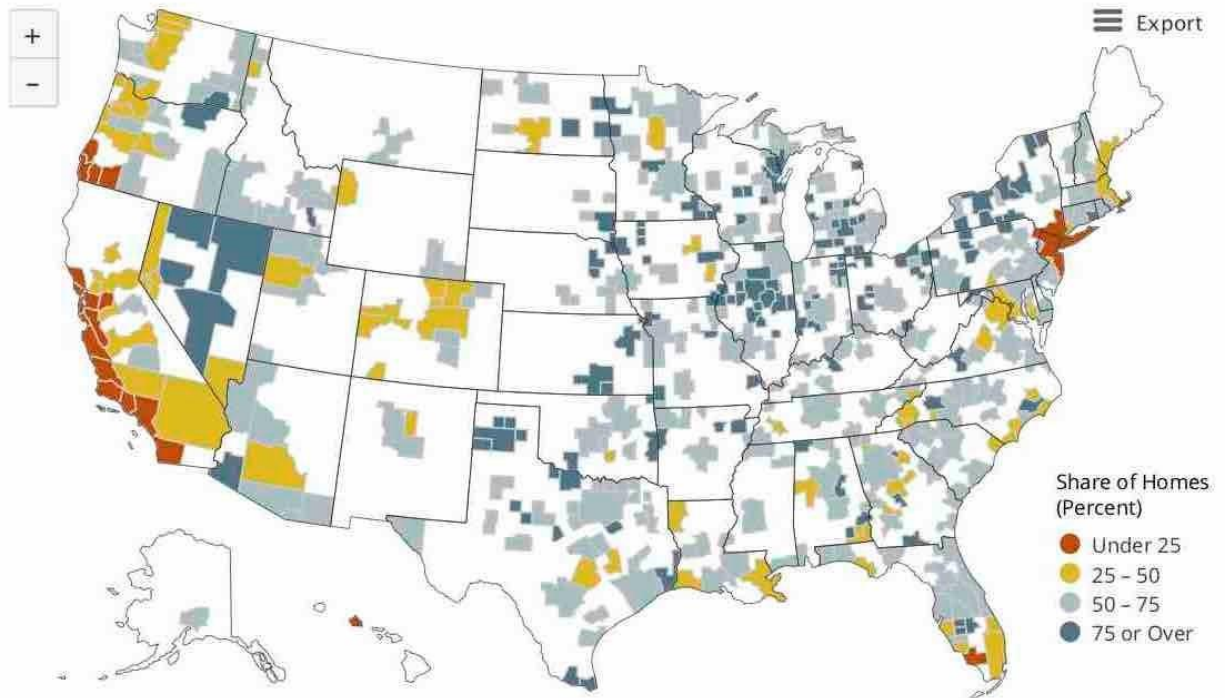 +
−
Export
Share of Homes
(Percent)
Under 25
25 – 50
50 – 75
75 or Over